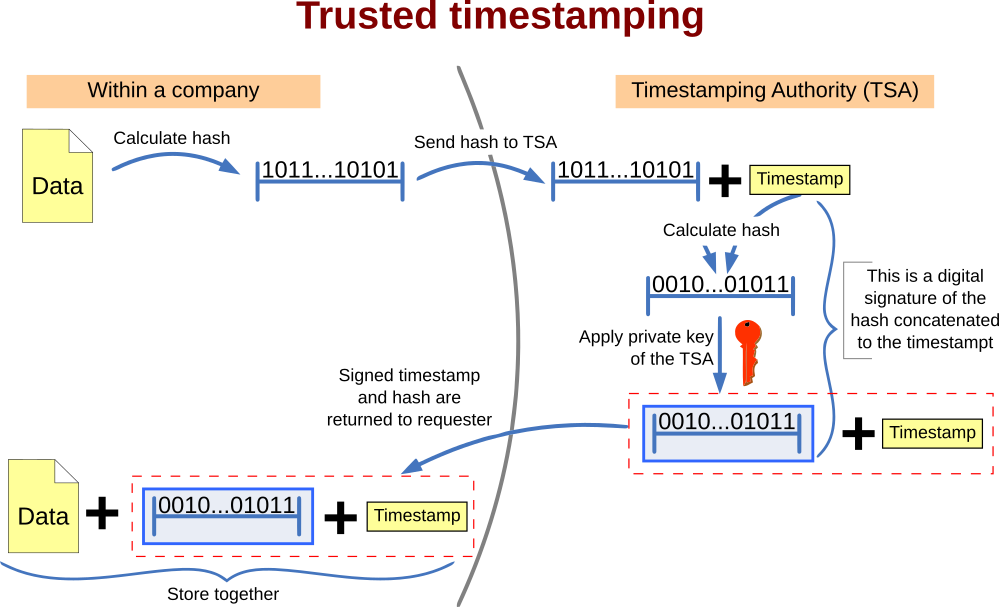 Trusted timestamping
Within a company
Timestamping Authority (TSA)
Data
Calculate hash
1011...10101
Send hash to TSA
1011...10101
Timestamp
Calculate hash
0010...01011
This is a digital
signature of the
hash concatenated
to the timestampt
Apply private key
of the TSA
Signed timestamp
and hash are
returned to requester
0010...01011
Timestamp
Data
0010...01011
Timestamp
Store together